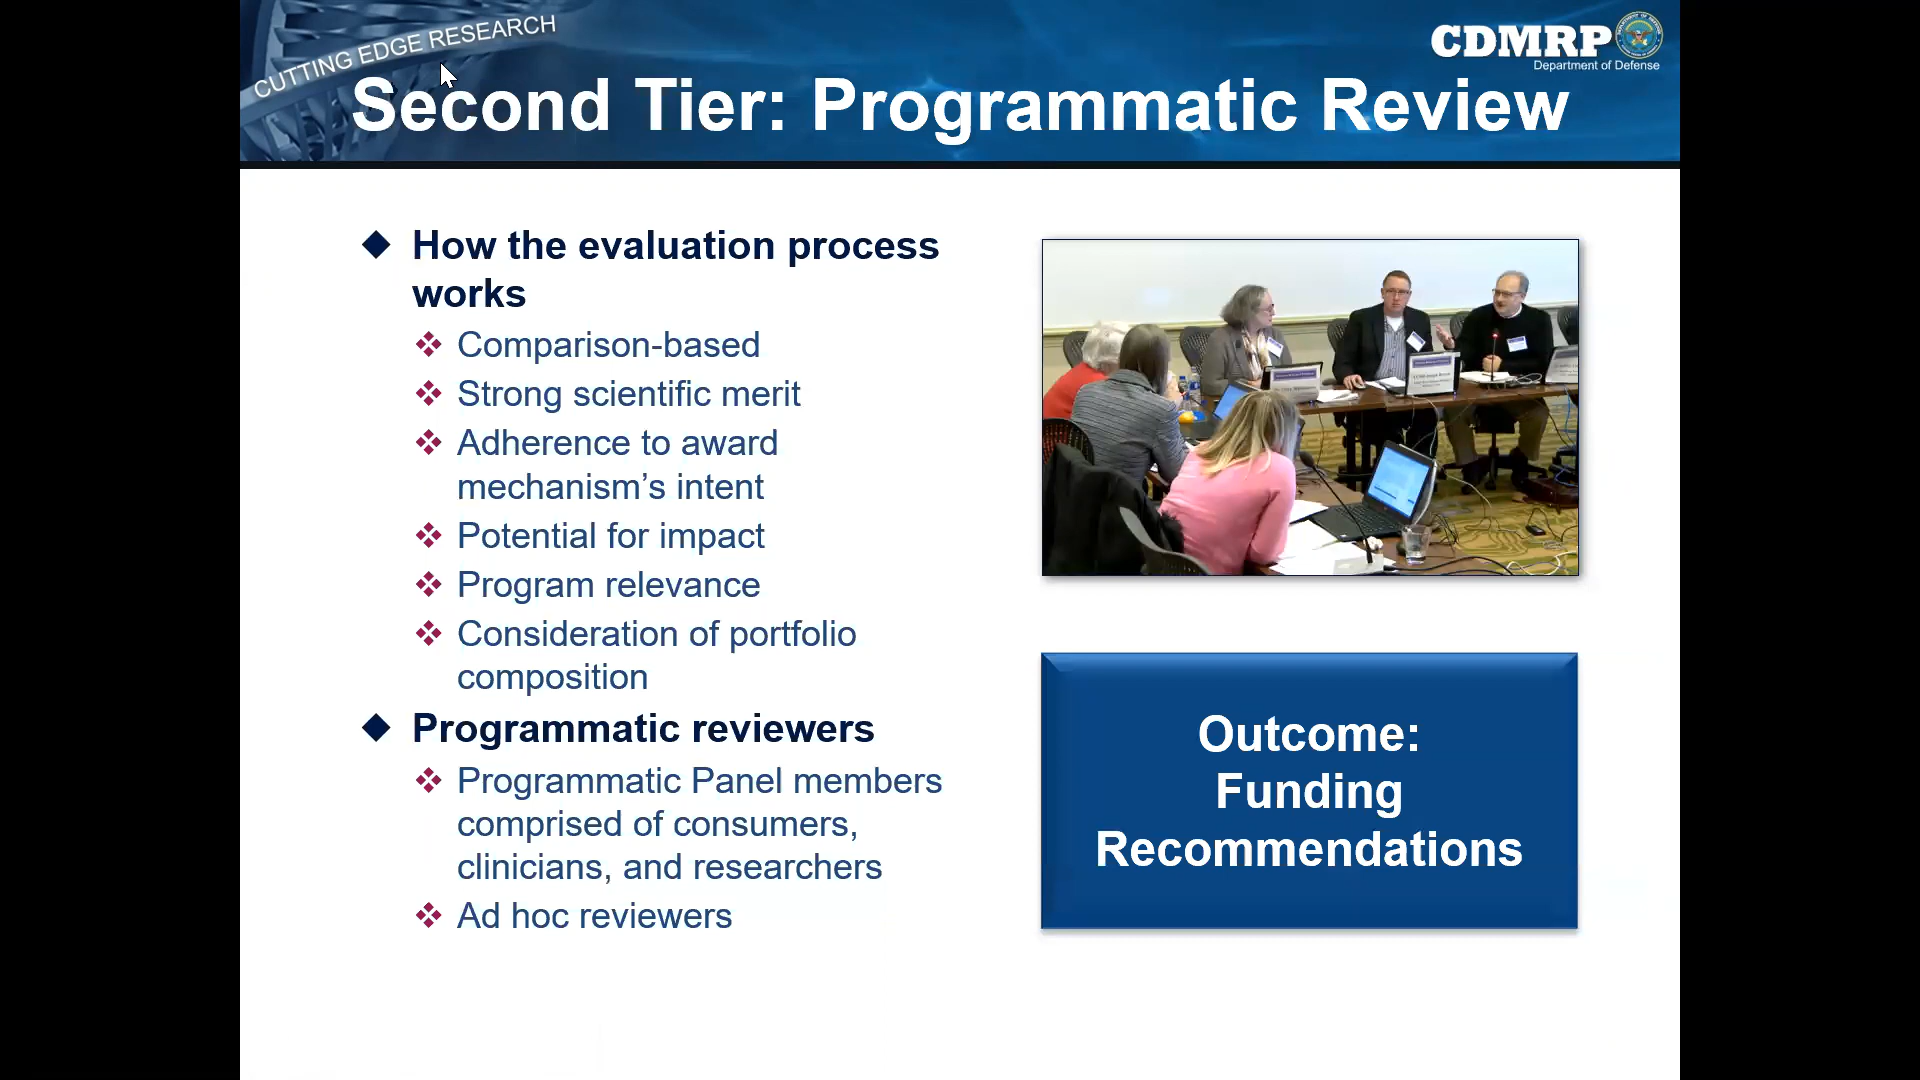 CUTTING EDGE RESEARCH
CDMRP
Department of Defense
Second Tier: Programmatic Review
How the evaluation process
works
Comparison-based
Strong scientific merit
Adherence to award
mechanism’s intent
Potential for impact
Program relevance
Consideration of portfolio
composition
Programmatic reviewers
Programmatic Panel members
comprised of consumers,
clinicians, and researchers
Ad hoc reviewers
Outcome:
Funding
Recommendations